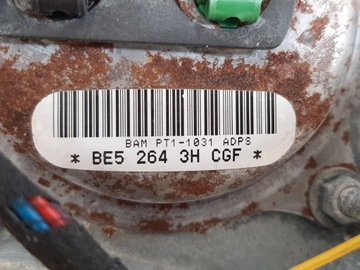 BAM PT1-1031 ADPS
* BE5 264 3H CGF *